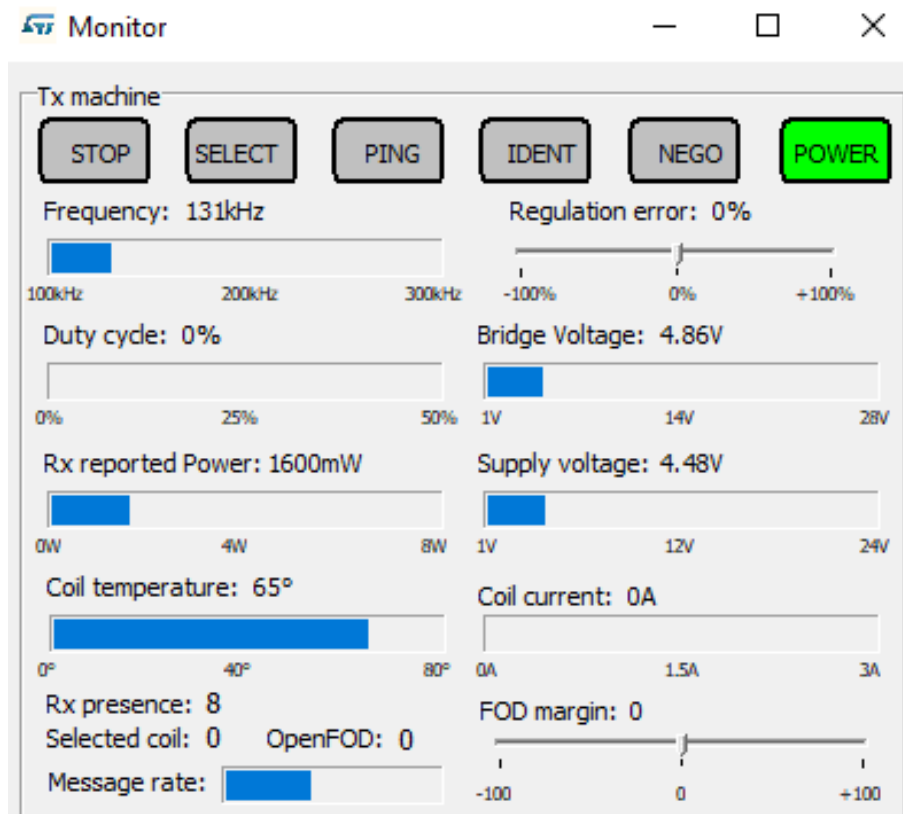 Monitor
Tx machine
STOP SELECT PING IDENT NEGO POWER
Frequency: 131kHz Regulation error: 0%
100kHz 200kHz 300kHz -100% 0% +100%
Duty cycle: 0% Bridge Voltage: 4.86V
0% 25% 50% 1V 14V 28V
Rx reported Power: 1600mW Supply voltage: 4.48V
0W 4W 8W 1V 12V 24V
Coil temperature: 65° Coil current: 0A
0° 40° 80° 0A 1.5A 3A
Rx presence: 8 FOD margin: 0
Selected coil: 0 OpenFOD: 0
Message rate:
-100 0 +100